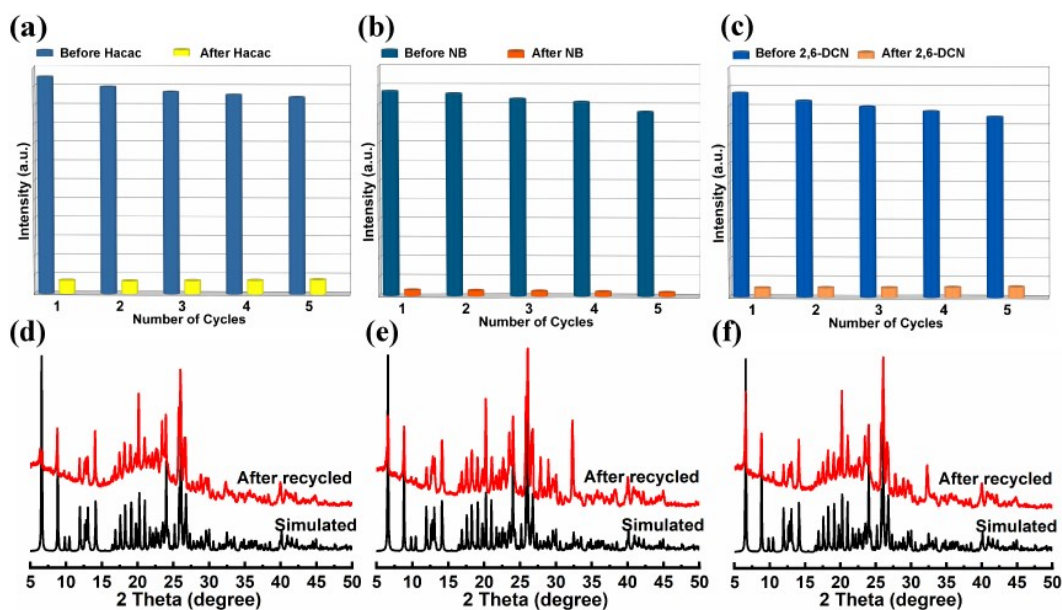 (a)
Before Hacac After Hacac
Intensity (a.u.)
1 2 3 4 5
Number of Cycles
(b)
Before NB After NB
Intensity (a.u.)
1 2 3 4 5
Number of Cycles
(c)
Before 2,6-DCN After 2,6-DCN
Intensity (a.u.)
1 2 3 4 5
Number of Cycles
(d)
After recycled
Simulated
5 10 15 20 25 30 35 40 45 50
2 Theta (degree)
(e)
After recycled
Simulated
5 10 15 20 25 30 35 40 45 50
2 Theta (degree)
(f)
After recycled
Simulated
5 10 15 20 25 30 35 40 45 50
2 Theta (degree)